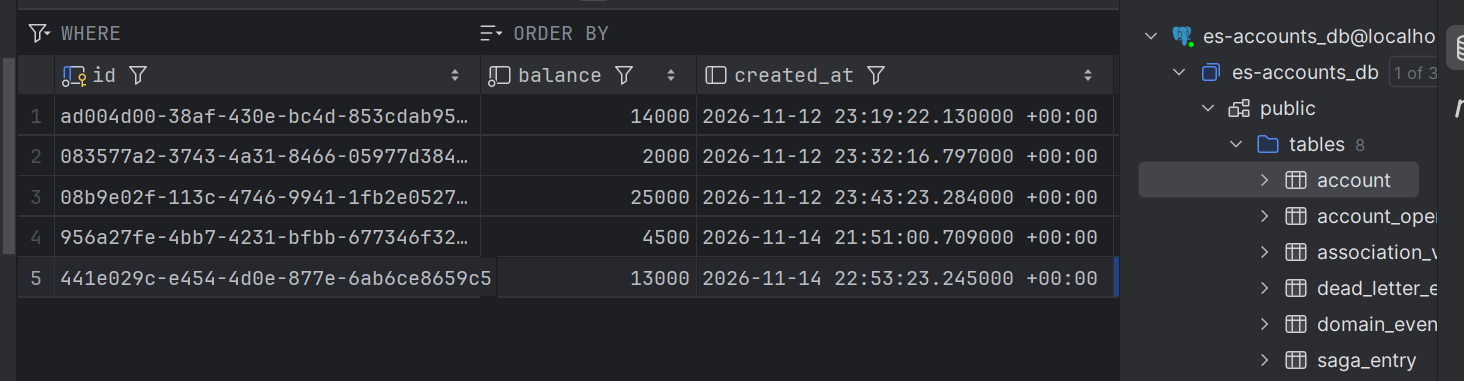 WHERE ORDER BY
id balance created_at
1 ad004d00-38af-430e-bc4d-853cdab95… 14000 2026-11-12 23:19:22.130000 +00:00
2 083577a2-3743-4a31-8466-05977d384… 2000 2026-11-12 23:32:16.797000 +00:00
3 08b9e02f-113c-4746-9941-1fb2e0527… 25000 2026-11-12 23:43:23.284000 +00:00
4 956a27fe-4bb7-4231-bfbb-677346f32… 4500 2026-11-14 21:51:00.709000 +00:00
5 441e029c-e454-4d0e-877e-6ab6ce8659c5 13000 2026-11-14 22:53:23.245000 +00:00
es-accounts_db@localho
es-accounts_db 1 of 3
public
tables 8
account
account_ope
association_v
dead_letter_e
domain_even
saga_entry